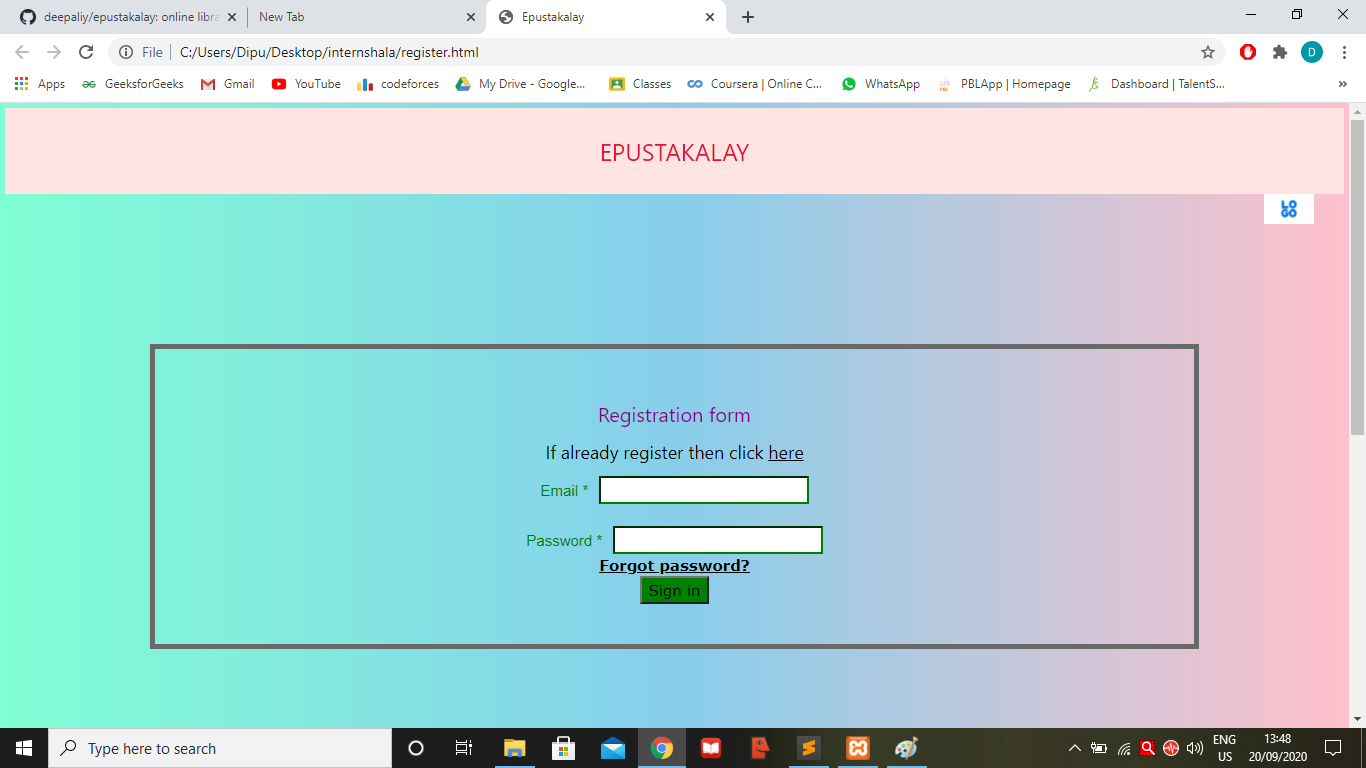 deepaliy/epustakalay: online libra
New Tab
Epustakalay
File
C:/Users/Dipu/Desktop/internshala/register.html
D
Apps
GeeksforGeeks
Gmail
YouTube
codeforces
My Drive - Google...
Classes
Coursera | Online C...
WhatsApp
PBLApp | Homepage
Dashboard | TalentS...
EPUSTAKALAY
LO
GO
Registration form
If already register then click here
Email *
Password *
Forgot password?
Sign in
Type here to search
ENG
US
13:48
20/09/2020